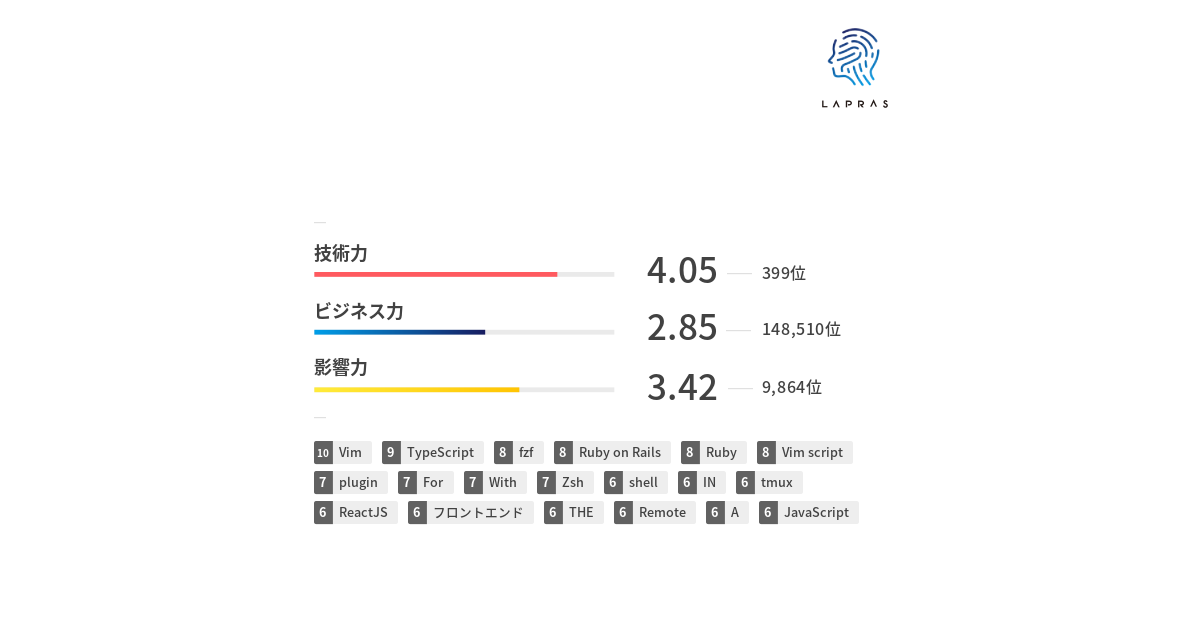 LAPRAS
技術力
4.05 399位
ビジネス力
2.85 148,510位
影響力
3.42 9,864位
10 Vim 9 TypeScript 8 fzf 8 Ruby on Rails 8 Ruby 8 Vim script
7 plugin 7 For 7 With 7 Zsh 6 shell 6 IN 6 tmux
6 ReactJS 6 フロントエンド 6 THE 6 Remote 6 A 6 JavaScript